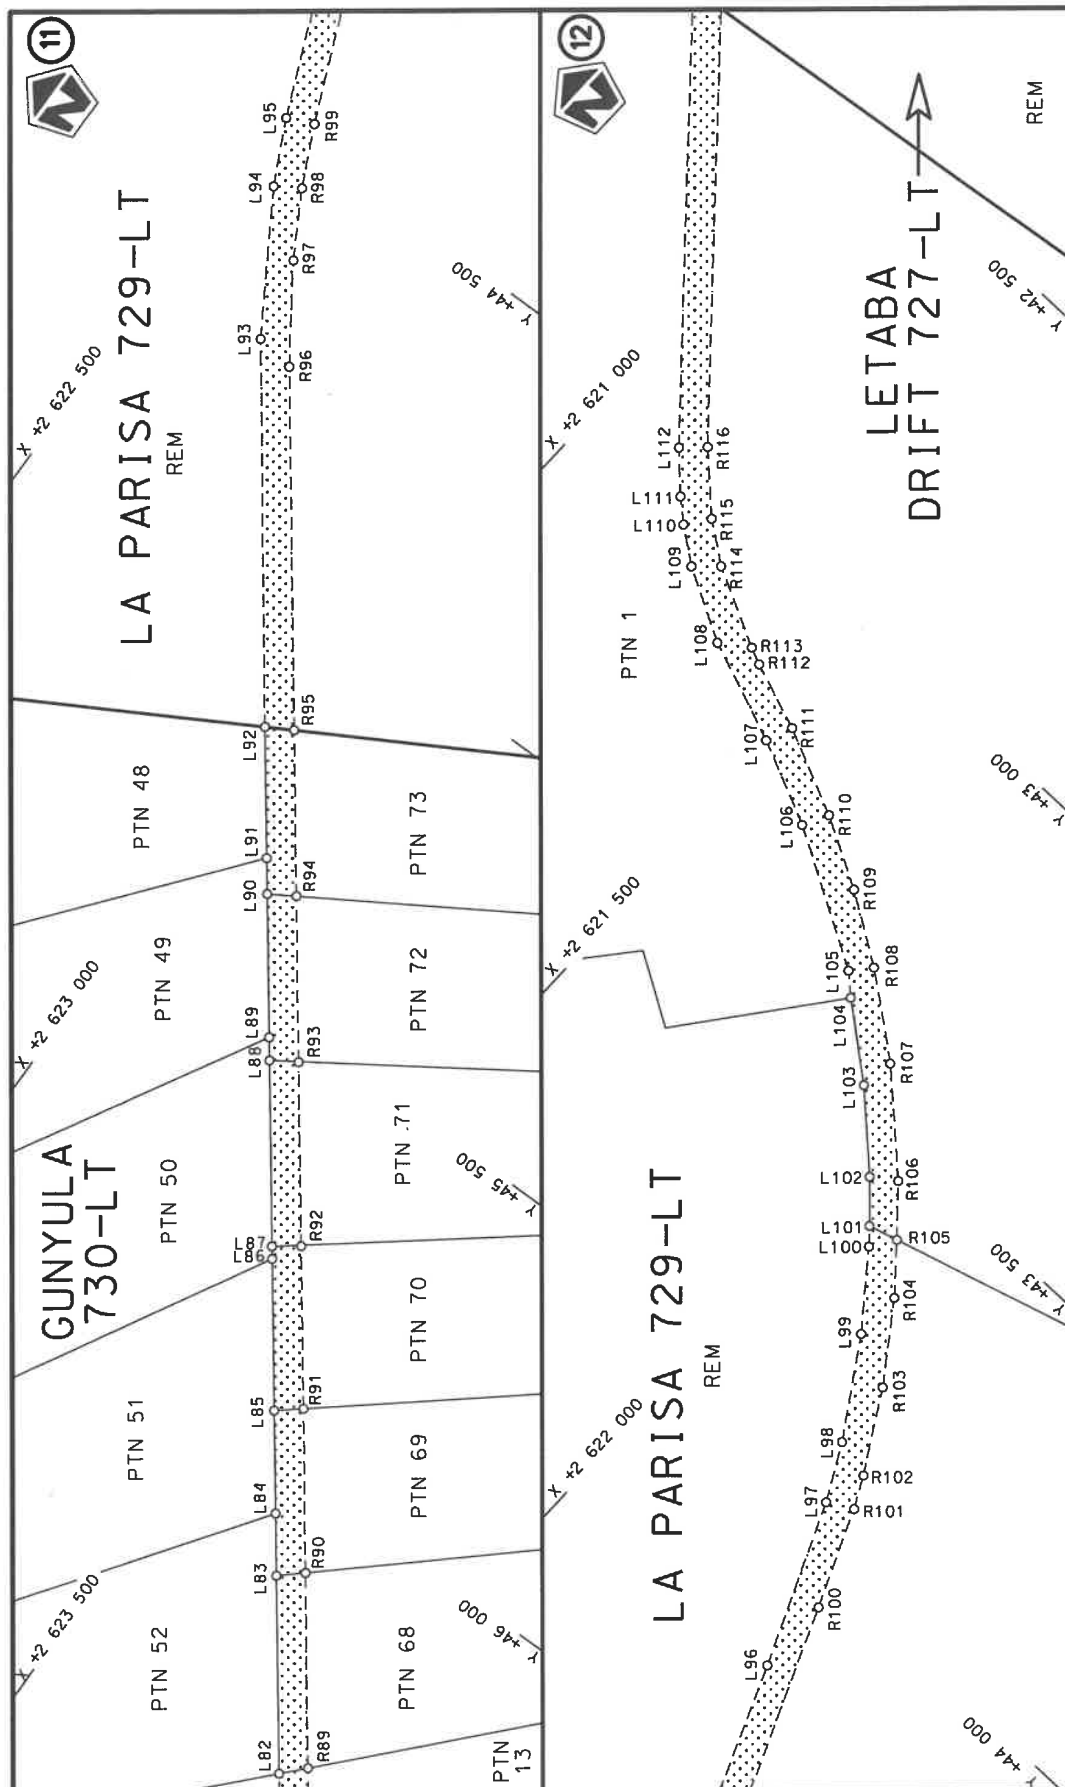 11
N
L82
L83
L84
L85
L86
L87
L88
L89
L90
L91
L92
L93
L94
L95
R89
R90
R91
R92
R93
R94
R95
R96
R97
R98
R99
X +2 623 500
X +2 623 000
X +2 622 500
GUNYULA
730-LT
LA PARISA 729-LT
REM
PTN 52
PTN 51
PTN 50
PTN 49
PTN 48
PTN
13
PTN 68
PTN 69
PTN 70
PTN 71
PTN 72
PTN 73
Y +46 000
Y +45 500
Y +44 500
12
N
X +2 622 000
X +2 621 500
X +2 621 000
LA PARISA 729-LT
REM
PTN 1
L96
L97
L98
L99
L100
L101
L102
L103
L104
L105
L106
L107
L108
L109
L110
L111
L112
R100
R101
R102
R103
R104
R105
R106
R107
R108
R109
R110
R111
R112
R113
R114
R115
R116
LETABA
DRIFT 727-LT
REM
Y +44 000
Y +43 500
Y +43 000
Y +42 500